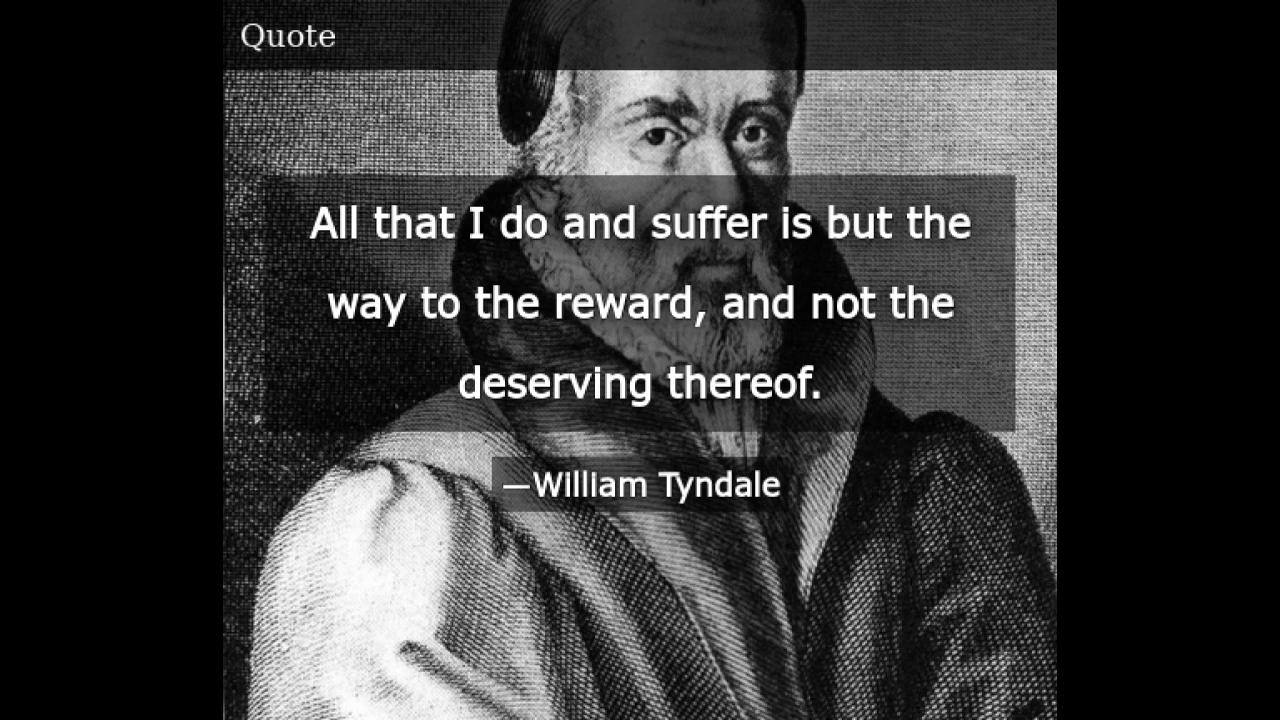 Quote
All that I do and suffer is but the
way to the reward, and not the
deserving thereof.
—William Tyndale